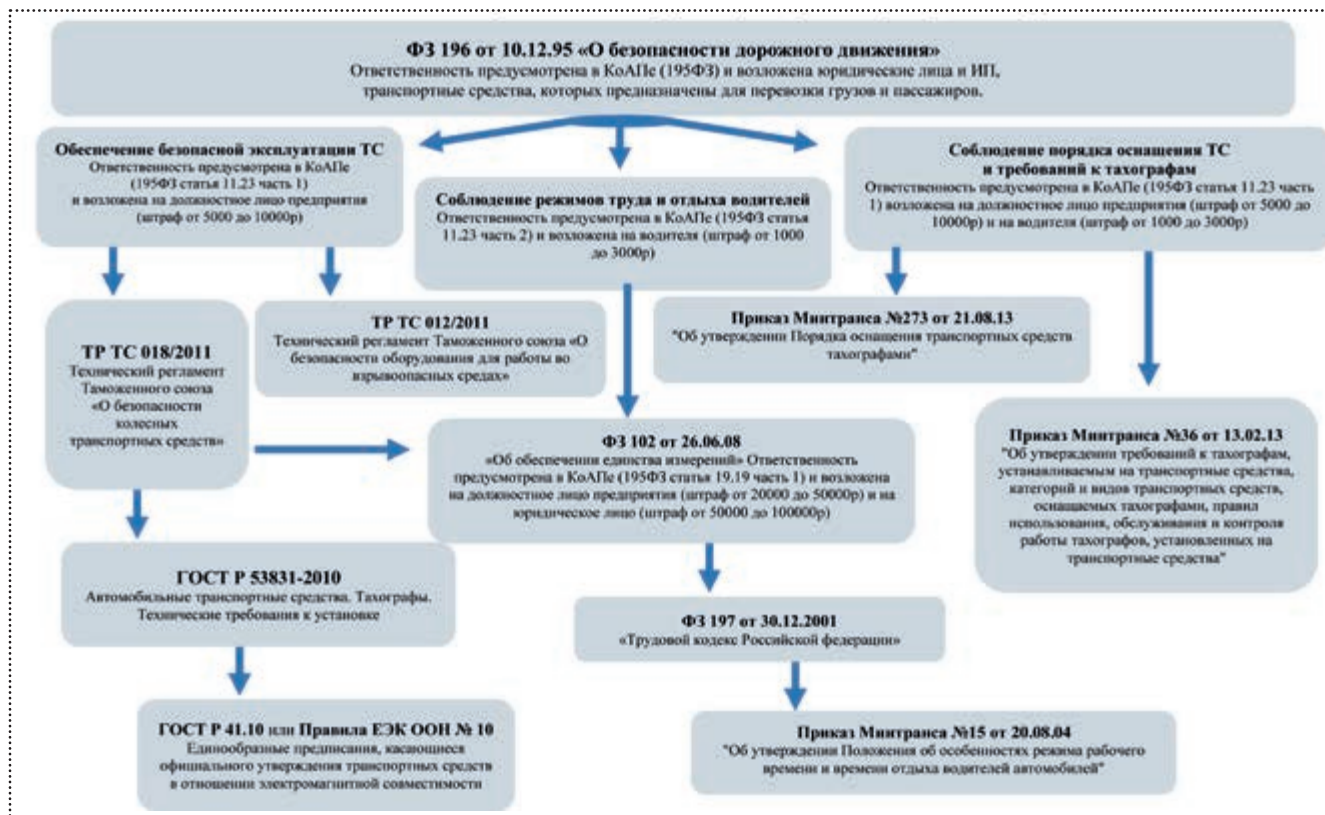 ФЗ 196 от 10.12.95 «О безопасности дорожного движения»
Ответственность предусмотрена в КоАПе (195ФЗ) и возложена юридические лица и ИП,
транспортные средства, которых предназначены для перевозки грузов и пассажиров.
Обеспечение безопасной эксплуатации ТС
Ответственность предусмотрена в КоАПе
(195ФЗ статья 11.23 часть 1)
и возложена на должностное лицо предприятия
(штраф от 5000 до 10000р)
Соблюдение режимов труда и отдыха водителей
Ответственность предусмотрена в КоАПе (195ФЗ статья
11.23 часть 2) и возложена на водителя (штраф от 1000
до 3000р)
Соблюдение порядка оснащения ТС
и требований к тахографам
Ответственность предусмотрена в КоАПе (195ФЗ статья 11.23 часть
1) возложена на должностное лицо предприятия (штраф от 5000 до
10000р) и на водителя (штраф от 1000 до 3000р)
ТР ТС 018/2011
Технический регламент
Таможенного союза
«О безопасности
колесных
транспортных средств»
ТР ТС 012/2011
Технический регламент Таможенного союза «О
безопасности оборудования для работы во
взрывоопасных средах»
Приказ Минтранса №273 от 21.08.13
"Об утверждении Порядка оснащения транспортных средств
тахографами"
ФЗ 102 от 26.06.08
«Об обеспечении единства измерений» Ответственность
предусмотрена в КоАПе (195ФЗ статья 19.19 часть 1) и возложена
на должностное лицо предприятия (штраф от 20000 до 50000р) и на
юридическое лицо (штраф от 50000 до 100000р)
Приказ Минтранса №36 от 13.02.13
"Об утверждении требований к тахографам,
устанавливаемым на транспортные средства,
категорий и видов транспортных средств,
оснащаемых тахографами, правил
использования, обслуживания и контроля
работы тахографов, установленных на
транспортные средства"
ГОСТ Р 53831-2010
Автомобильные транспортные средства. Тахографы.
Технические требования к установке
ФЗ 197 от 30.12.2001
«Трудовой кодекс Российской федерации»
ГОСТ Р 41.10 или Правила ЕЭК ООН № 10
Единообразные предписания, касающиеся
официального утверждения транспортных средств
в отношении электромагнитной совместимости
Приказ Минтранса №15 от 20.08.04
"Об утверждении Положения об особенностях режима рабочего
времени и времени отдыха водителей автомобилей"